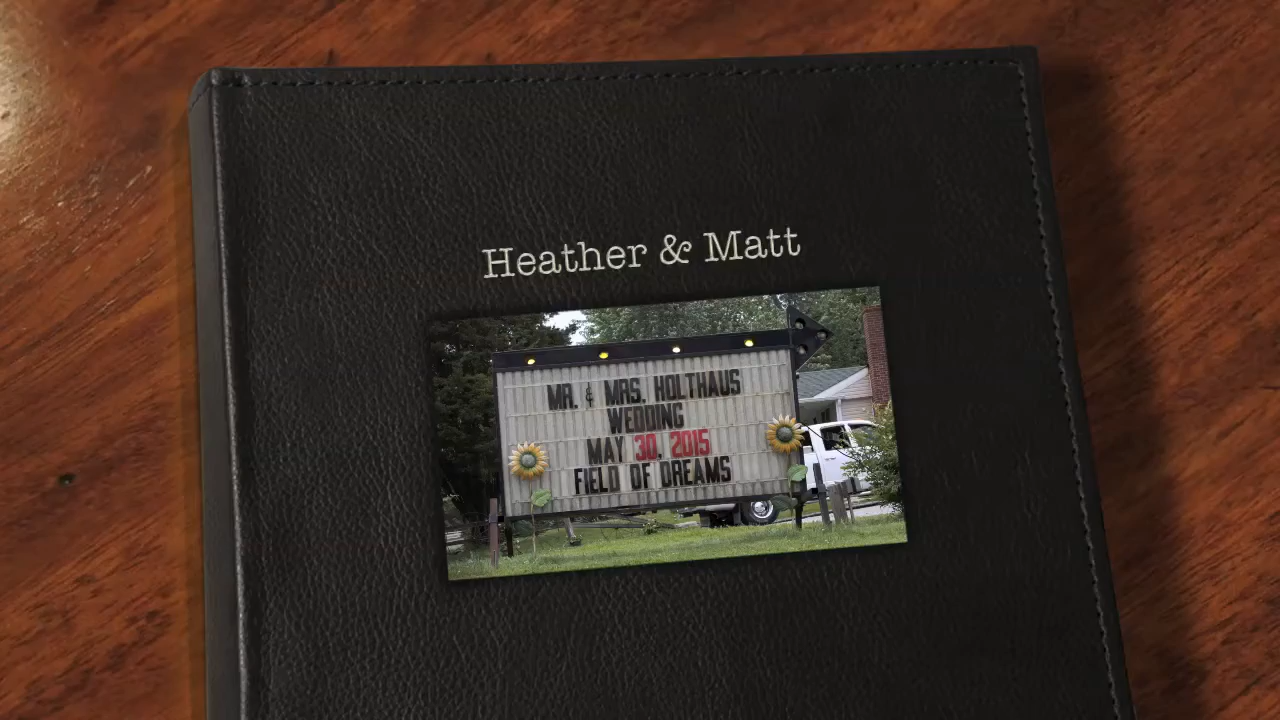 Heather & Matt
MR. & MRS. HOLTHAUS
WEDDING
MAY 30, 2015
FIELD OF DREAMS